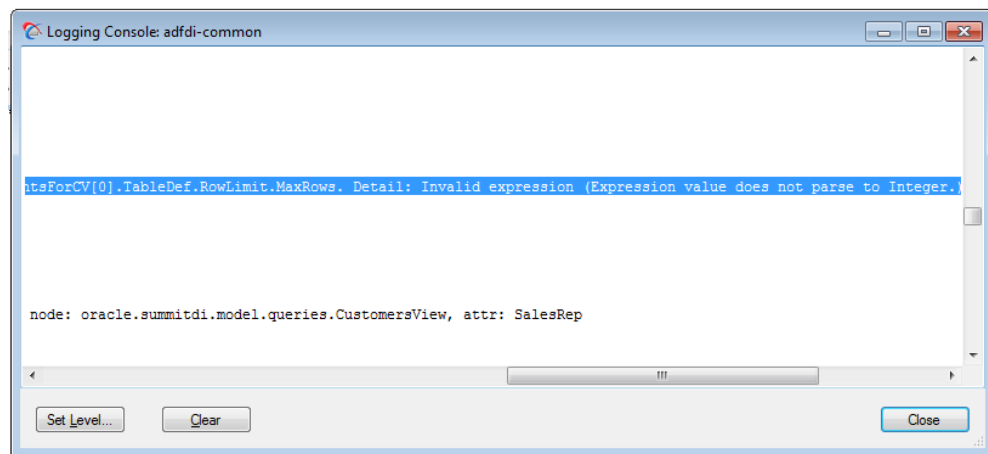 Logging Console: adfdi-common
ntsForCV[0].TableDef.RowLimit.MaxRows. Detail: Invalid expression (Expression value does not parse to Integer.)
node: oracle.summitdi.model.queries.CustomersView, attr: SalesRep
Set Level... Clear Close